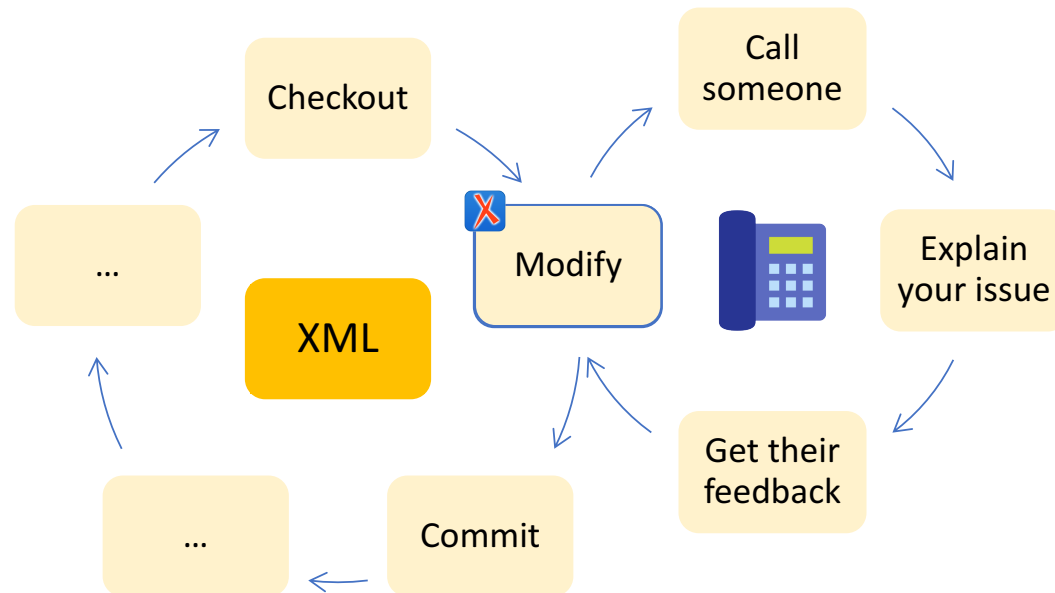 Call
someone
Checkout
Explain
your issue
Modify
…
XML
Get their
feedback
Commit
…